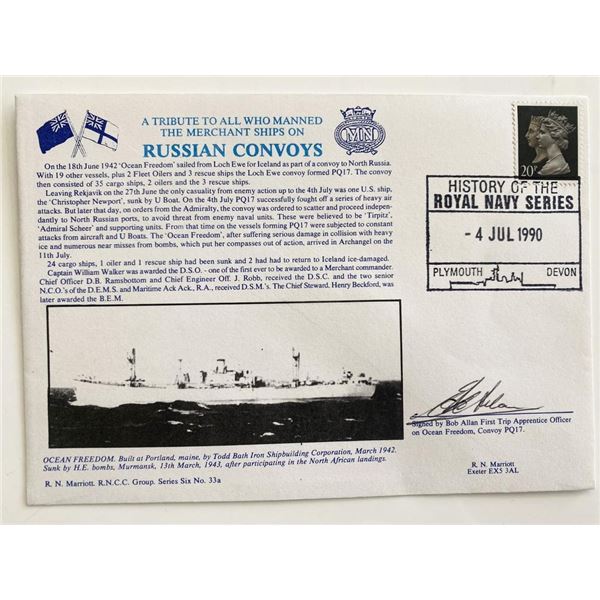 A TRIBUTE TO ALL WHO MANNED
THE MERCHANT SHIPS ON
RUSSIAN CONVOYS
MN
On the 18th June 1942 'Ocean Freedom' sailed from Loch Ewe for Iceland as part of a convoy to North Russia.
With 19 other vessels, plus 2 Fleet Oilers and 3 rescue ships the Loch Ewe convoy formed PQ17. The convoy
then consisted of 35 cargo ships, 2 oilers and the 3 rescue ships.
Leaving Rekjavik on the 27th June the only casuality from enemy action up to the 4th July was one U.S. ship,
the 'Christopher Newport', sunk by U Boat. On the 4th July PQ17 successfully fought off a series of heavy air
attacks. But later that day, on orders from the Admiralty, the convoy was ordered to scatter and proceed indepen-
dently to North Russian ports, to avoid threat from enemy naval units. These were believed to be 'Tirpitz',
'Admiral Scheer' and supporting units. From that time on the vessels forming PQ17 were subjected to constant
attacks from aircraft and U Boats. The 'Ocean Freedom', after suffering serious damage in collision with heavy
ice and numerous near misses from bombs, which put her compasses out of action, arrived in Archangel on the
11th July.
24 cargo ships, 1 oiler and 1 rescue ship had been sunk and 2 had had to return to Iceland ice-damaged.
Captain William Walker was awarded the D.S.O. - one of the first ever to be awarded to a Merchant commander.
Chief Officer D.B. Ramsbottom and Chief Engineer Off. J. Robb, received the D.S.C. and the two senior
N.C.O.'s of the D.E.M.S. and Maritime Ack Ack., R.A., received D.S.M.'s. The Chief Steward. Henry Beckford, was
later awarded the B.E.M.
20P
HISTORY OF THE
ROYAL NAVY SERIES
- 4 JUL 1990
PLYMOUTH DEVON
Signed by Bob Allan First Trip Apprentice Officer
on Ocean Freedom, Convoy PQ17.
OCEAN FREEDOM. Built at Portland, maine, by Todd Bath Iron Shipbuilding Corporation, March 1942.
Sunk by H.E. bombs, Murmansk, 13th March, 1943, after participating in the North African landings.
R. N. Marriott. R.N.C.C. Group. Series Six No. 33a
R. N. Marriott
Exeter EX5 3AL